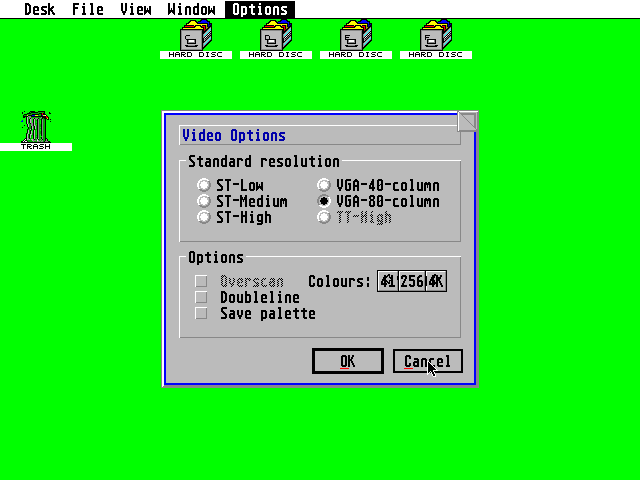 Desk File View Window Options
HARD DISC HARD DISC HARD DISC HARD DISC
TRASH
Video Options
Standard resolution
ST-Low VGA-40-column
ST-Medium VGA-80-column
ST-High TT-High
Options
Overscan Colours: 256 4K
Doubleline
Save palette
OK Cancel